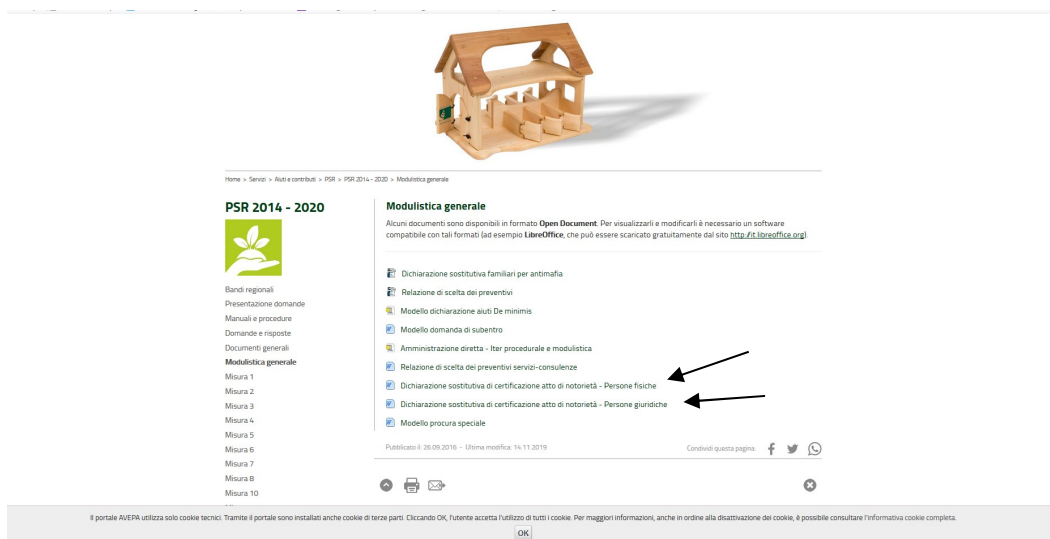 Home > Servizi > Aiuti e contributi > PSR > PSR 2014 - 2020 > Modulistica generale
PSR 2014 - 2020
Bandi regionali
Presentazione domande
Manuali e procedure
Domande e risposte
Documenti generali
Modulistica generale
Misura 1
Misura 2
Misura 3
Misura 4
Misura 5
Misura 6
Misura 7
Misura 8
Misura 10
Modulistica generale
Alcuni documenti sono disponibili in formato Open Document. Per visualizzarli e modificarli è necessario un software
compatibile con tali formati (ad esempio LibreOffice, che può essere scaricato gratuitamente dal sito http://it.libreoffice.org).
Dichiarazione sostitutiva familiari per antimafia
Relazione di scelta dei preventivi
Modello dichiarazione aiuti De minimis
Modello domanda di subentro
Amministrazione diretta - Iter procedurale e modulistica
Relazione di scelta dei preventivi servizi-consulenze
Dichiarazione sostitutiva di certificazione atto di notorietà - Persone fisiche
Dichiarazione sostitutiva di certificazione atto di notorietà - Persone giuridiche
Modello procura speciale
Pubblicato il: 26.09.2016 - Ultima modifica: 14.11.2019
Condividi questa pagina:
Il portale AVEPA utilizza solo cookie tecnici. Tramite il portale sono installati anche cookie di terze parti. Cliccando OK, l'utente accetta l'utilizzo di tutti i cookie. Per maggiori informazioni, anche in ordine alla disattivazione dei cookie, è possibile consultare l'informativa cookie completa.
OK